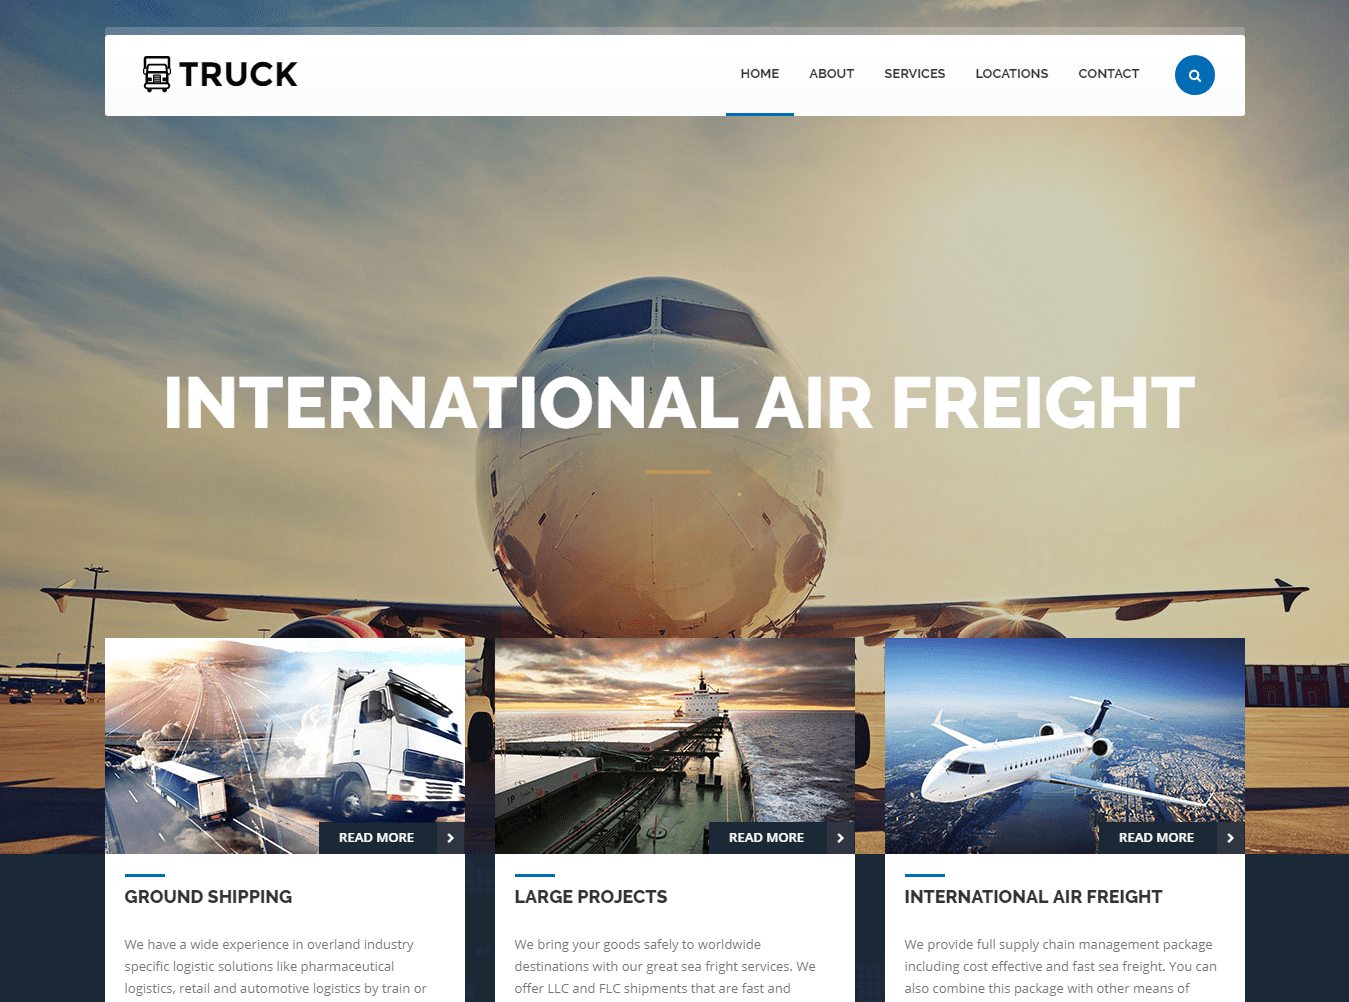 TRUCK
HOME ABOUT SERVICES LOCATIONS CONTACT
INTERNATIONAL AIR FREIGHT
READ MORE
READ MORE
READ MORE
GROUND SHIPPING
We have a wide experience in overland industry
specific logistic solutions like pharmaceutical
logistics, retail and automotive logistics by train or
LARGE PROJECTS
We bring your goods safely to worldwide
destinations with our great sea fright services. We
offer LLC and FLC shipments that are fast and
INTERNATIONAL AIR FREIGHT
We provide full supply chain management package
including cost effective and fast sea freight. You can
also combine this package with other means of